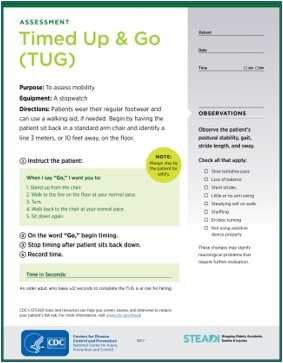 ASSESSMENT
Timed Up & Go
(TUG)
Purpose: To assess mobility
Equipment: A stopwatch
Directions: Patients wear their regular footwear and
can use a walking aid, if needed. Begin by having the
patient sit back in a standard arm chair and identify a
line 3 meters, or 10 feet away, on the floor.
① Instruct the patient:
When I say “Go,” I want you to:
1. Stand up from the chair.
2. Walk to the line on the floor at your normal pace.
3. Turn.
4. Walk back to the chair at your normal pace.
5. Sit down again.
NOTE:
Always stay by
the patient for
safety.
② On the word “Go,” begin timing.
③ Stop timing after patient sits back down.
④ Record time.
Time in Seconds:
An older adult who takes ≥12 seconds to complete the TUG is at risk for falling.
CDC’s STEADI tools and resources can help you screen, assess, and intervene to reduce
your patient’s fall risk. For more information, visit www.cdc.gov/steadi
Patient
Date
Time ☐ AM ☐ PM
OBSERVATIONS
Observe the patient’s
postural stability, gait,
stride length, and sway.
Check all that apply:
☐ Slow tentative pace
☐ Loss of balance
☐ Short strides
☐ Little or no arm swing
☐ Steadying self on walls
☐ Shuffling
☐ En bloc turning
☐ Not using assistive
device properly
These changes may signify
neurological problems that
require further evaluation.
CDC
Centers for Disease
Control and Prevention
National Center for Injury
Prevention and Control
2017
STEADI
Stopping Elderly Accidents,
Deaths & Injuries